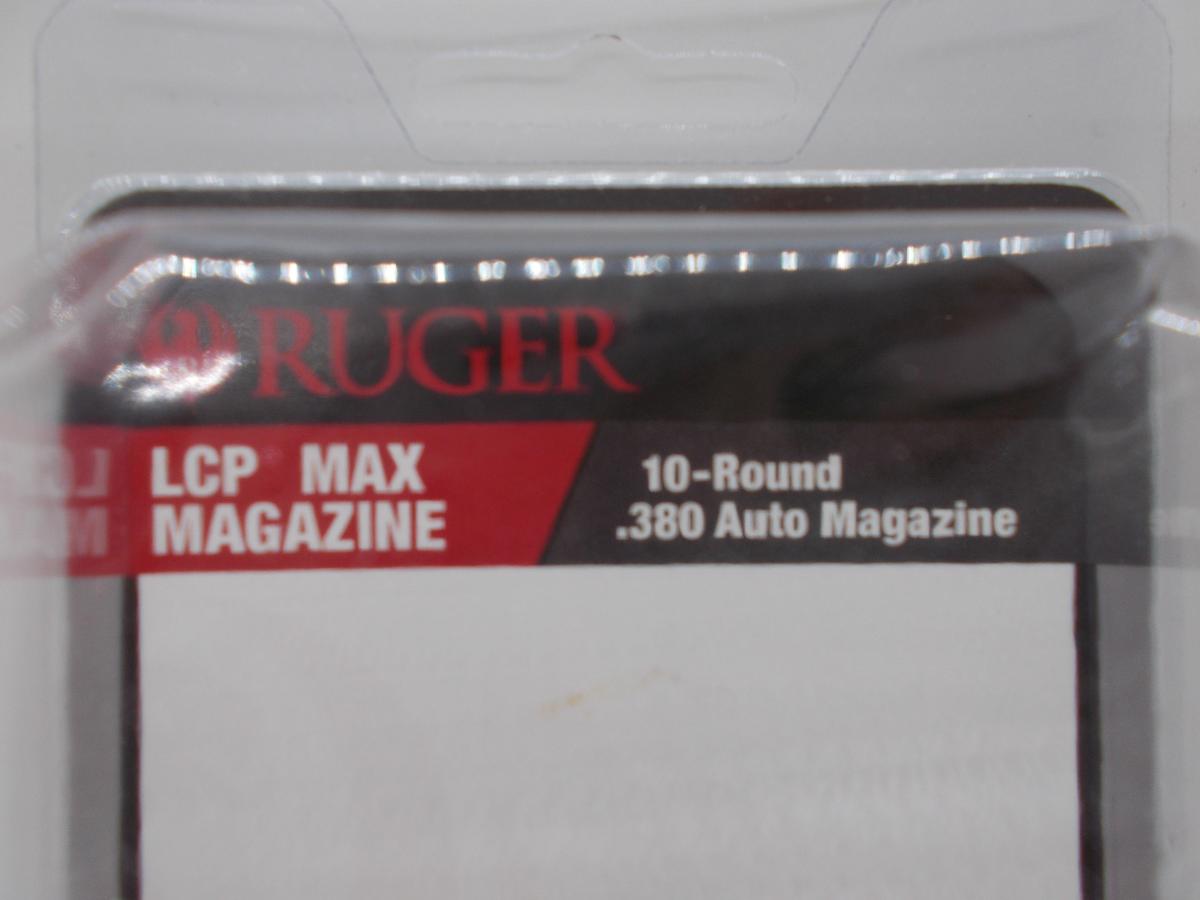 RUGER
LCP MAX
MAGAZINE
10-Round
.380 Auto Magazine